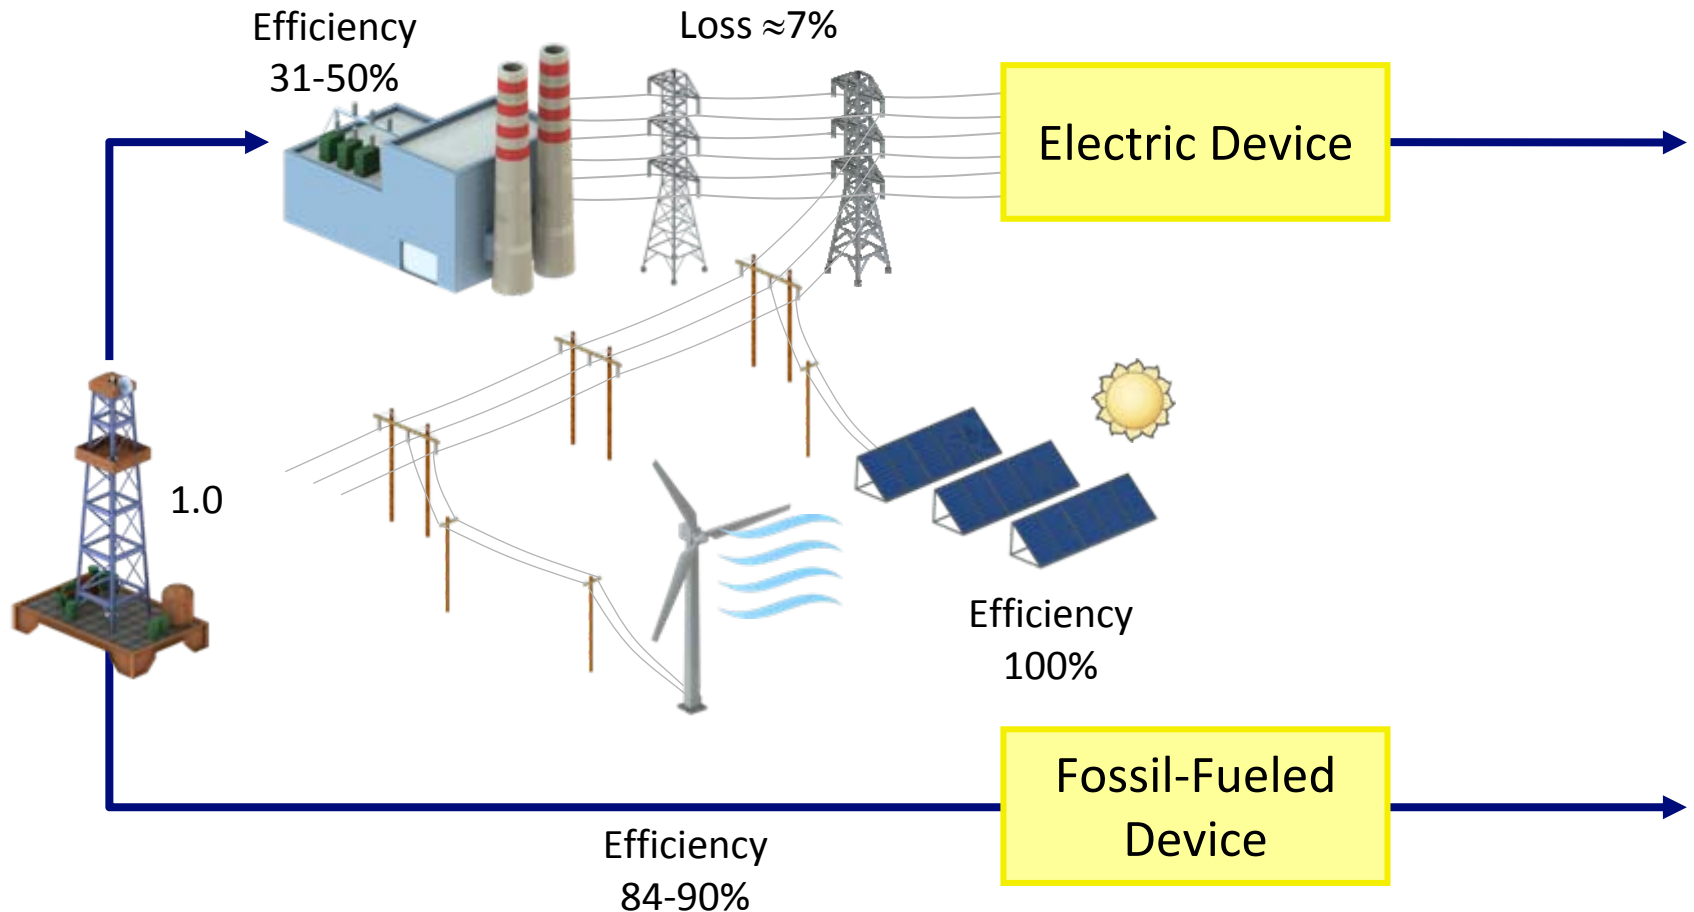 Efficiency
31-50%
Loss ≈7%
Electric Device
1.0
Efficiency
100%
Fossil-Fueled
Device
Efficiency
84-90%